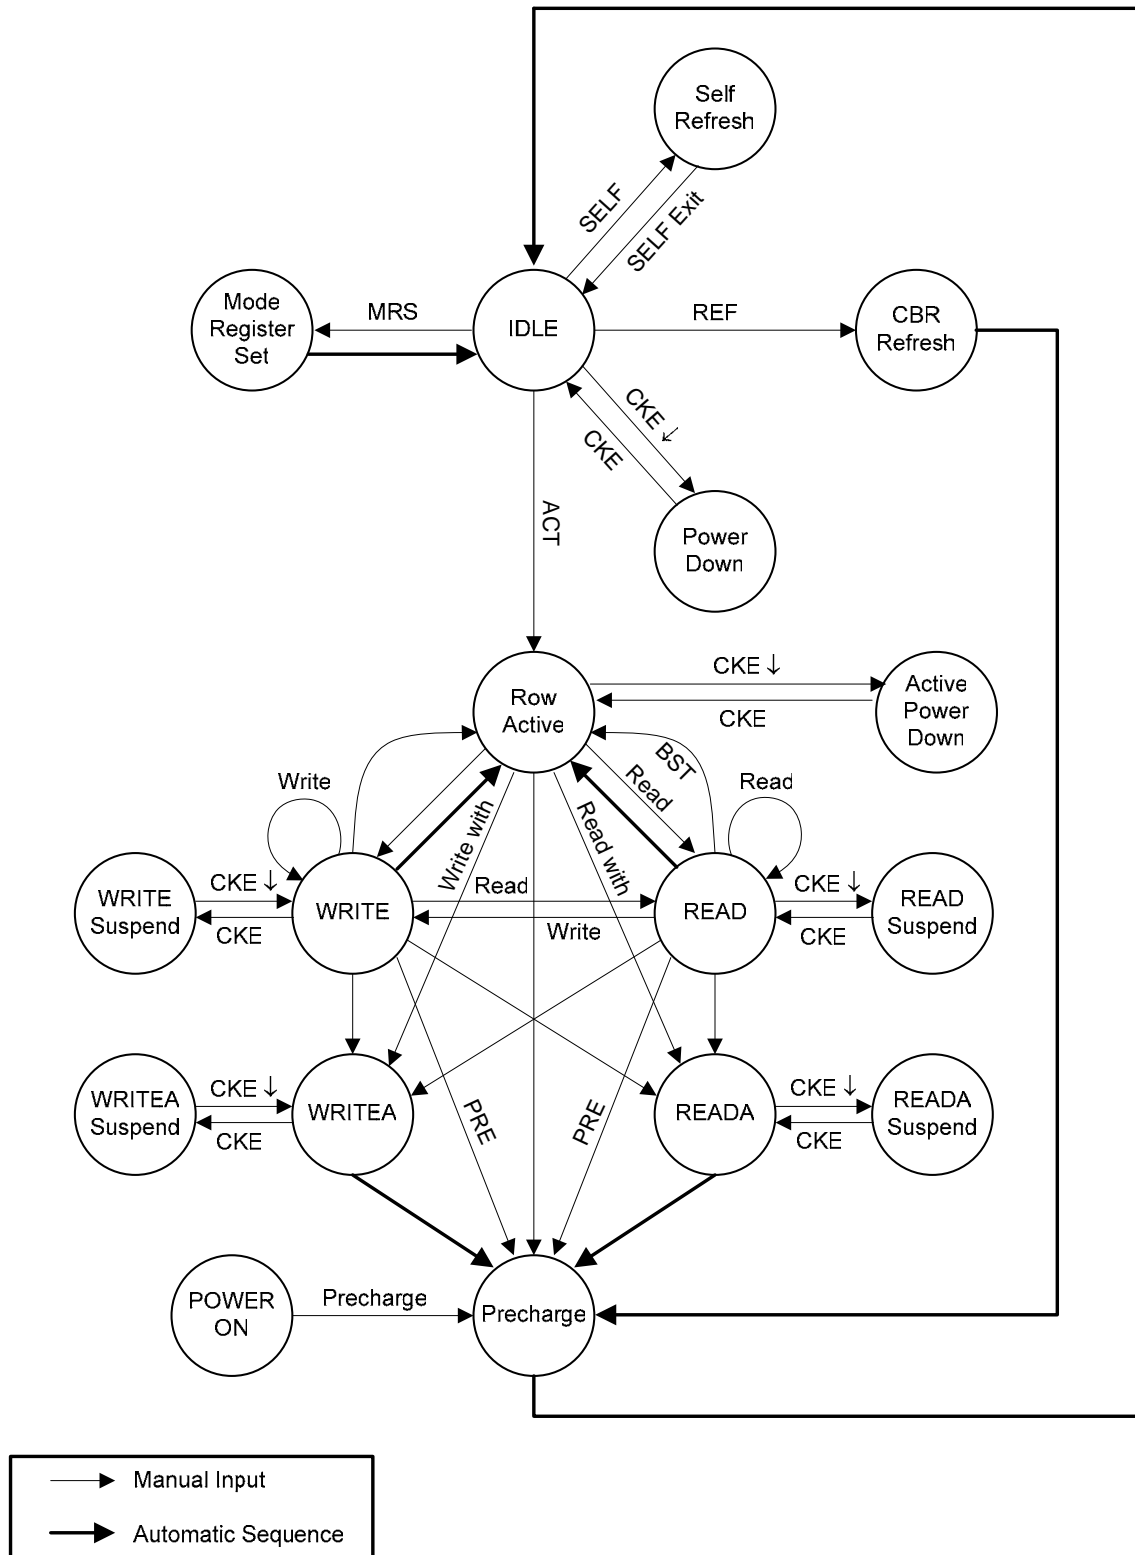 Self
Refresh
SELF
SELF Exit
Mode
Register
Set
MRS
IDLE
REF
CBR
Refresh
CKE ↓
CKE
ACT
Power
Down
Row
Active
CKE ↓
CKE
Active
Power
Down
BST
Read
Write
Read
Write with
Read with
WRITE
Suspend
CKE ↓
CKE
WRITE
Read
Write
READ
CKE ↓
CKE
READ
Suspend
WRITEA
Suspend
CKE ↓
CKE
WRITEA
PRE
PRE
READA
CKE ↓
CKE
READA
Suspend
POWER
ON
Precharge
Precharge
Manual Input
Automatic Sequence